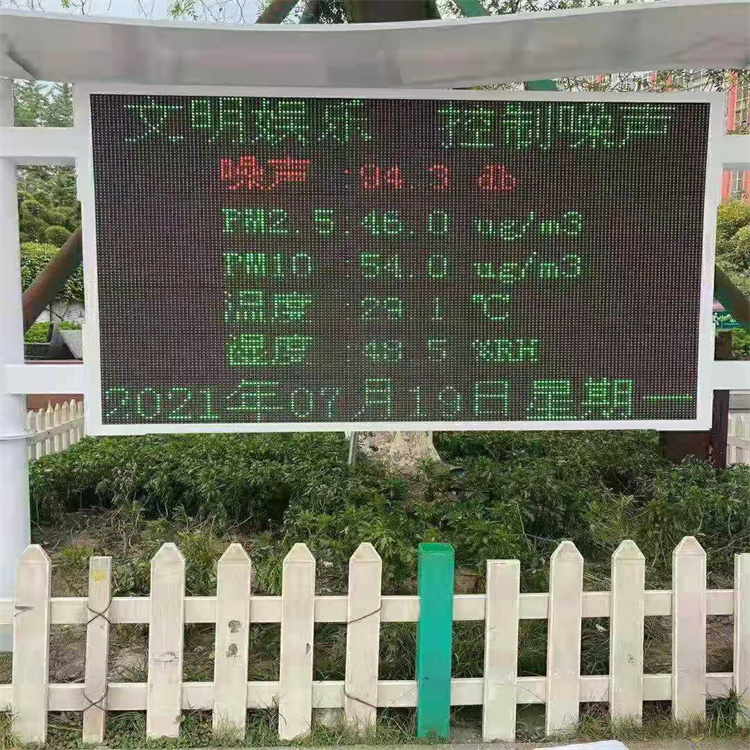 文明娱乐 控制噪声
噪声 :94.3 db
PM2.5:46.0 ug/m3
PM10 :54.0 ug/m3
温度 :29.1 ℃
湿度 :48.5 %RH
2021年07月19日星期一